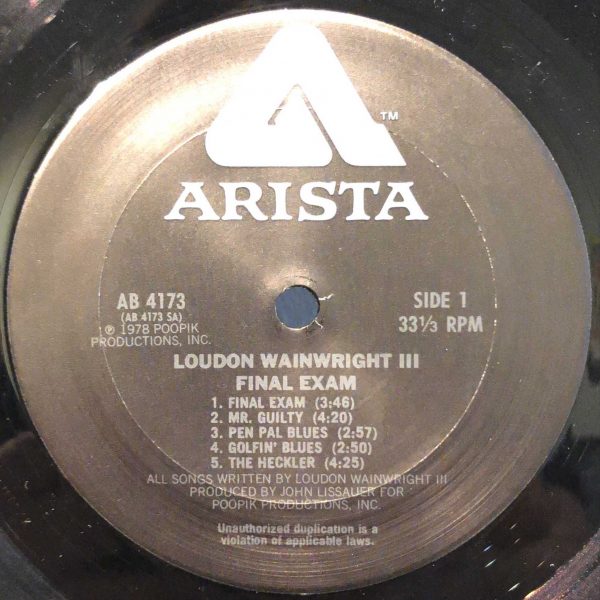 A™
ARISTA
AB 4173
(AB 4173 SA)
℗ 1978 POOPIK
PRODUCTIONS, INC.
SIDE 1
33⅓ RPM
LOUDON WAINWRIGHT III
FINAL EXAM
1. FINAL EXAM (3:46)
2. MR. GUILTY (4:20)
3. PEN PAL BLUES (2:57)
4. GOLFIN' BLUES (2:50)
5. THE HECKLER (4:25)
ALL SONGS WRITTEN BY LOUDON WAINWRIGHT III
PRODUCED BY JOHN LISSAUER FOR
POOPIK PRODUCTIONS, INC.
Unauthorized duplication is a
violation of applicable laws.